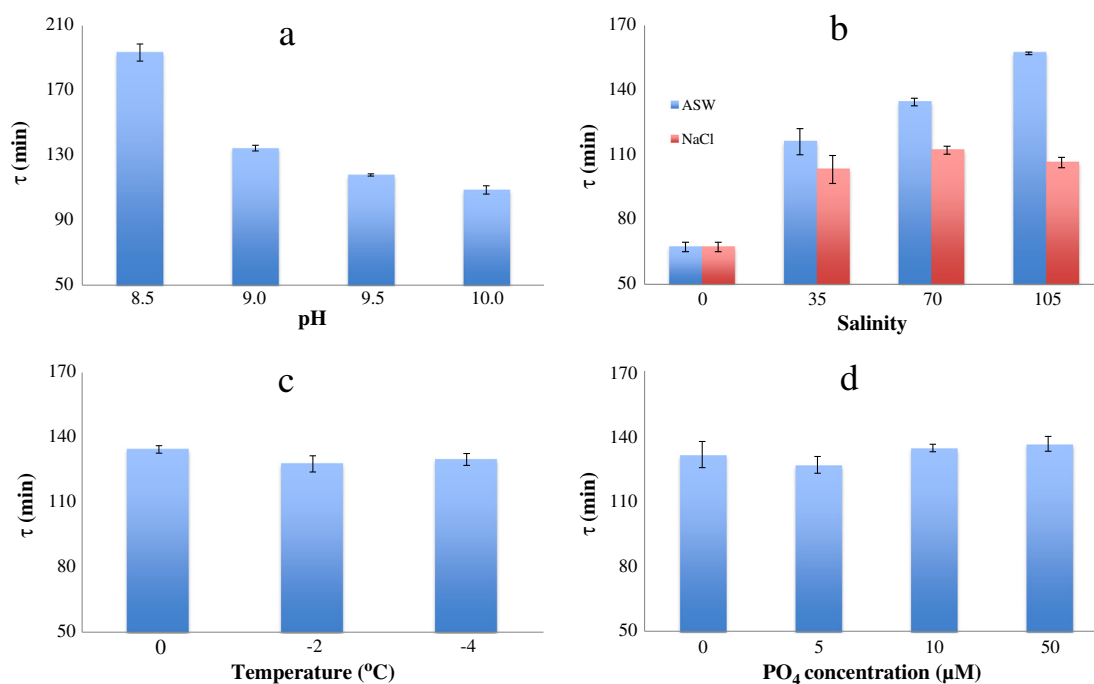 a
210
170
130
90
50
τ (min)
8.5 9.0 9.5 10.0
pH
b
170
140
110
80
50
τ (min)
ASW
NaCl
0 35 70 105
Salinity
c
170
140
110
80
50
τ (min)
0 -2 -4
Temperature (°C)
d
170
140
110
80
50
τ (min)
0 5 10 50
PO4 concentration (μM)